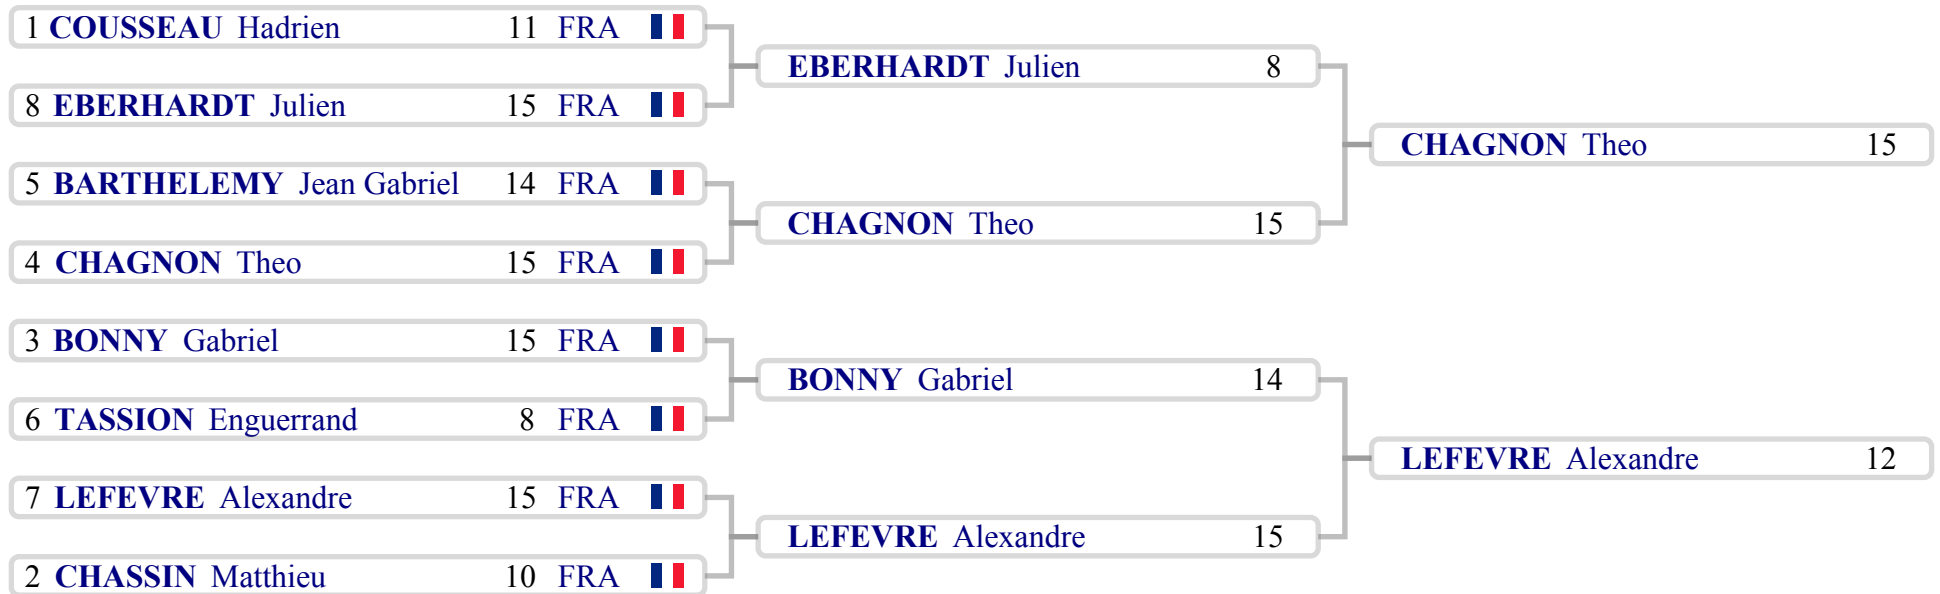 1 COUSSEAU Hadrien 11 FRA
8 EBERHARDT Julien 15 FRA
5 BARTHELEMY Jean Gabriel 14 FRA
4 CHAGNON Theo 15 FRA
3 BONNY Gabriel 15 FRA
6 TASSION Enguerrand 8 FRA
7 LEFEVRE Alexandre 15 FRA
2 CHASSIN Matthieu 10 FRA
EBERHARDT Julien 8
CHAGNON Theo 15
BONNY Gabriel 14
LEFEVRE Alexandre 15
CHAGNON Theo 15
LEFEVRE Alexandre 12